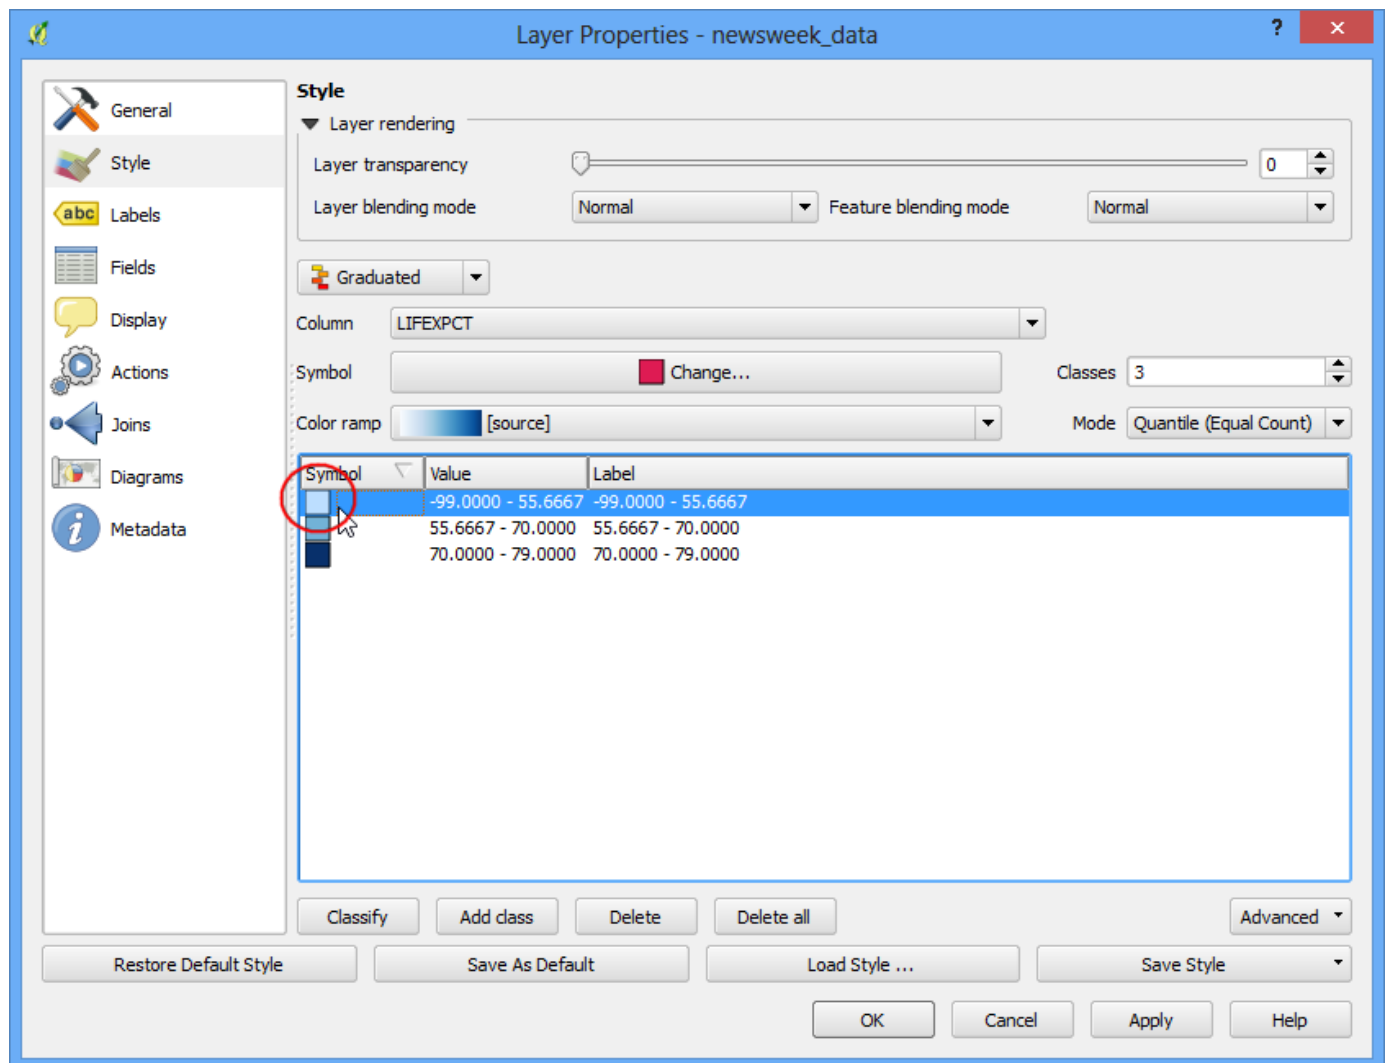 Layer Properties - newsweek_data ?
General
Style
abc Labels
Fields
Display
Actions
Joins
Diagrams
i Metadata
Style
Layer rendering
Layer transparency 0
Layer blending mode Normal Feature blending mode Normal
Graduated
Column LIFEXPCT
Symbol Change... Classes 3
Color ramp [source] Mode Quantile (Equal Count)
Symbol Value Label
-99.0000 - 55.6667 -99.0000 - 55.6667
55.6667 - 70.0000 55.6667 - 70.0000
70.0000 - 79.0000 70.0000 - 79.0000
Classify Add class Delete Delete all Advanced
Restore Default Style Save As Default Load Style ... Save Style
OK Cancel Apply Help